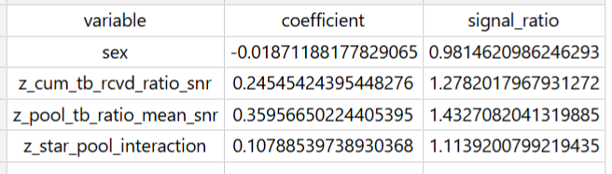 variable coefficient signal_ratio
sex -0.01871188177829065 0.9814620986246293
z_cum_tb_rcvd_ratio_snr 0.24545424395448276 1.2782017967931272
z_pool_tb_ratio_mean_snr 0.35956650224405395 1.4327082041319885
z_star_pool_interaction 0.10788539738930368 1.1139200799219435